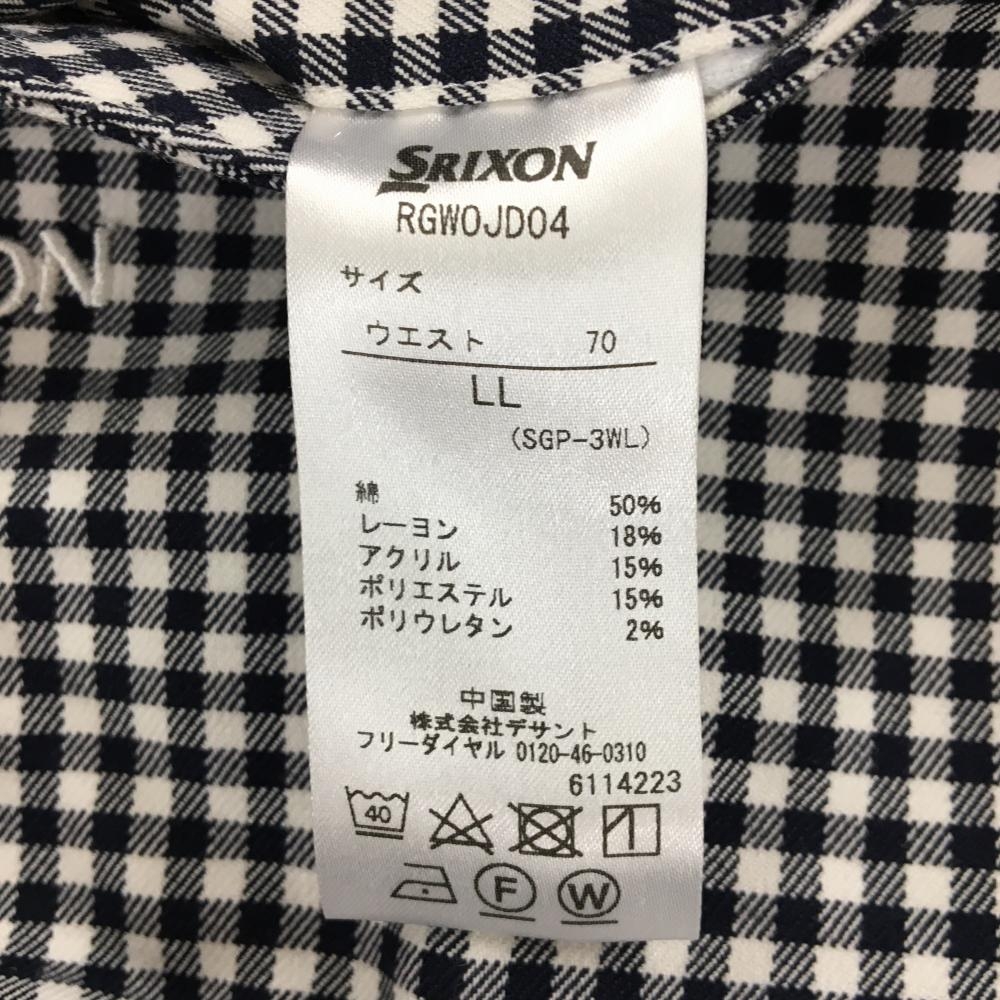 SRIXON
RGWOJD04
サイズ
ウエスト 70
LL
(SGP-3WL)
綿 50%
レーヨン 18%
アクリル 15%
ポリエステル 15%
ポリウレタン 2%
中国製
株式会社デサント
フリーダイヤル 0120-46-0310
6114223
40
F
W
ON